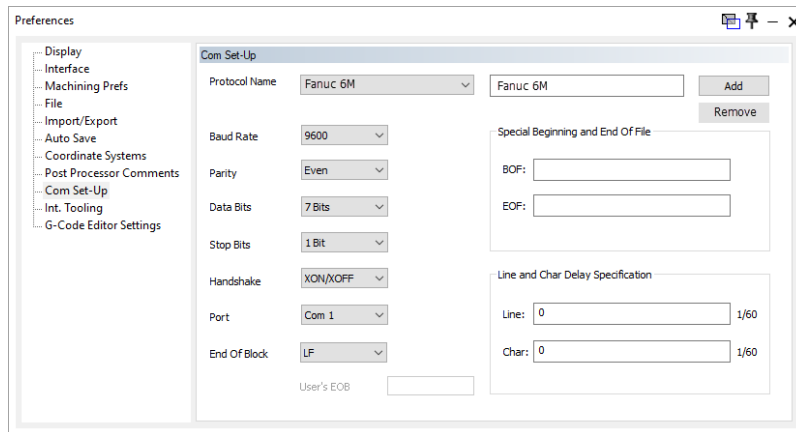 Preferences
Display
Interface
Machining Prefs
File
Import/Export
Auto Save
Coordinate Systems
Post Processor Comments
Com Set-Up
Int. Tooling
G-Code Editor Settings
Com Set-Up
Protocol Name Fanuc 6M Fanuc 6M Add
Remove
Baud Rate 9600
Parity Even
Data Bits 7 Bits
Stop Bits 1 Bit
Handshake XON/XOFF
Port Com 1
End Of Block LF
User's EOB
Special Beginning and End Of File
BOF:
EOF:
Line and Char Delay Specification
Line: 0 1/60
Char: 0 1/60